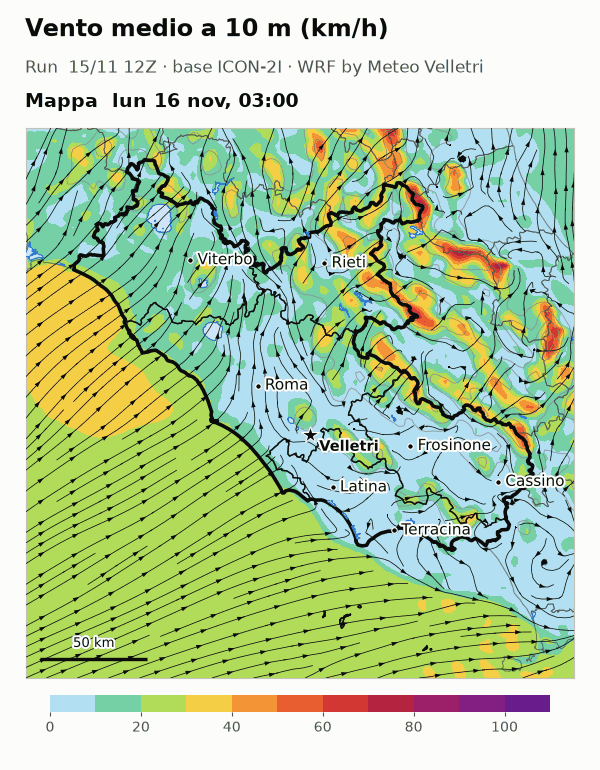 Vento medio a 10 m (km/h)
Run 15/11 12Z · base ICON-2I · WRF by Meteo Velletri
Mappa lun 16 nov, 03:00
Viterbo
Rieti
Roma
Velletri
Frosinone
Cassino
Latina
Terracina
50 km
0 20 40 60 80 100